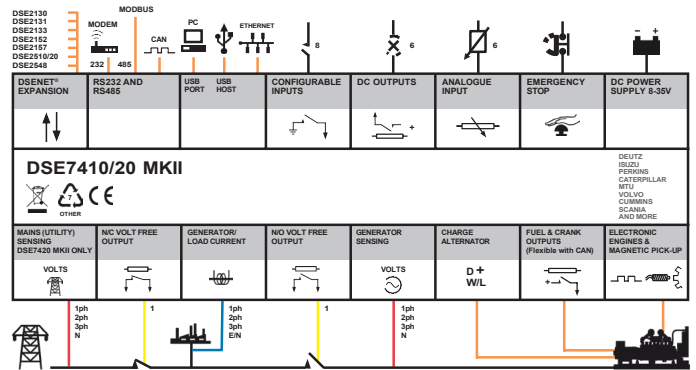 DSE2130
DSE2131
DSE2133
DSE2152
DSE2157
DSE2510/20
DSE2548
MODEM
232
MODBUS
485
CAN
PC
ETHERNET
8
6
6
- +
DSENET®
EXPANSION
RS232 AND
RS485
USB
PORT
USB
HOST
CONFIGURABLE
INPUTS
DC OUTPUTS
+
ANALOGUE
INPUT
EMERGENCY
STOP
DC POWER
SUPPLY 8-35V
DSE7410/20 MKII
7
OTHER
CE
DEUTZ
ISUZU
PERKINS
CATERPILLAR
MTU
VOLVO
CUMMINS
SCANIA
AND MORE
MAINS (UTILITY)
SENSING
DSE7420 MKII ONLY
VOLTS
N/C VOLT FREE
OUTPUT
GENERATOR/
LOAD CURRENT
N/O VOLT FREE
OUTPUT
GENERATOR
SENSING
VOLTS
CHARGE
ALTERNATOR
D+
W/L
FUEL & CRANK
OUTPUTS
(Flexible with CAN)
+
ELECTRONIC
ENGINES &
MAGNETIC PICK-UP
1ph
2ph
3ph
N
1
1ph
2ph
3ph
E/N
1
1ph
2ph
3ph
N